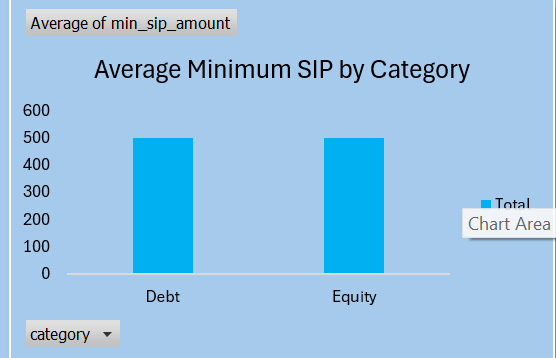 Average of min_sip_amount
Average Minimum SIP by Category
600
500
400
300
200
100
0
Debt Equity
Total
Chart Area
category